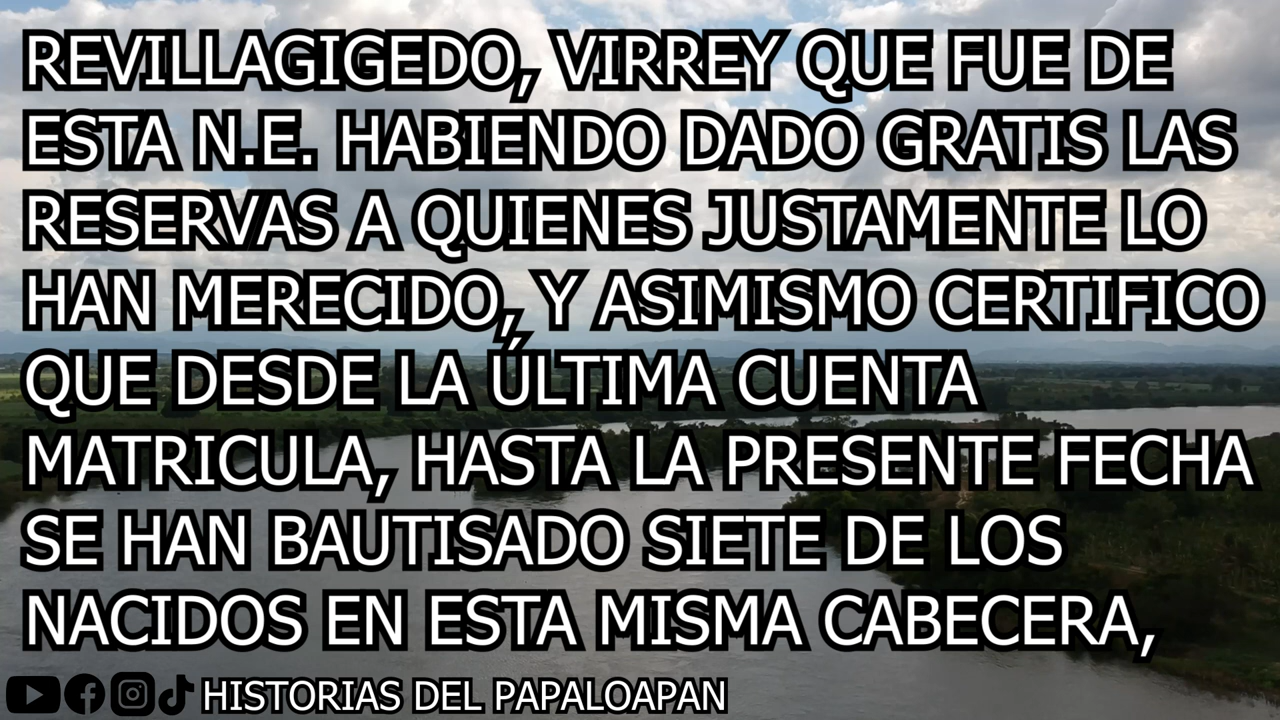 REVILLAGIGEDO, VIRREY QUE FUE DE
ESTA N.E. HABIENDO DADO GRATIS LAS
RESERVAS A QUIENES JUSTAMENTE LO
HAN MERECIDO, Y ASIMISMO CERTIFICO
QUE DESDE LA ÚLTIMA CUENTA
MATRICULA, HASTA LA PRESENTE FECHA
SE HAN BAUTISADO SIETE DE LOS
NACIDOS EN ESTA MISMA CABECERA,
HISTORIAS DEL PAPALOAPAN